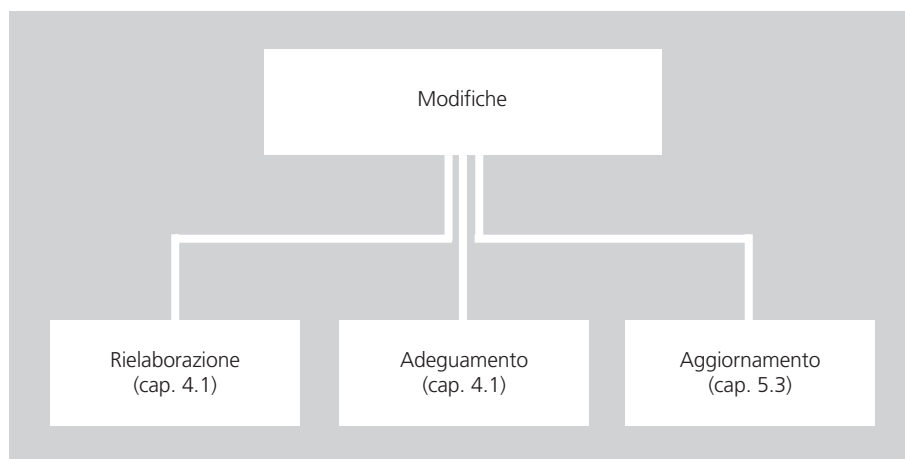 Modifiche
Rielaborazione
(cap. 4.1)
Adeguamento
(cap. 4.1)
Aggiornamento
(cap. 5.3)